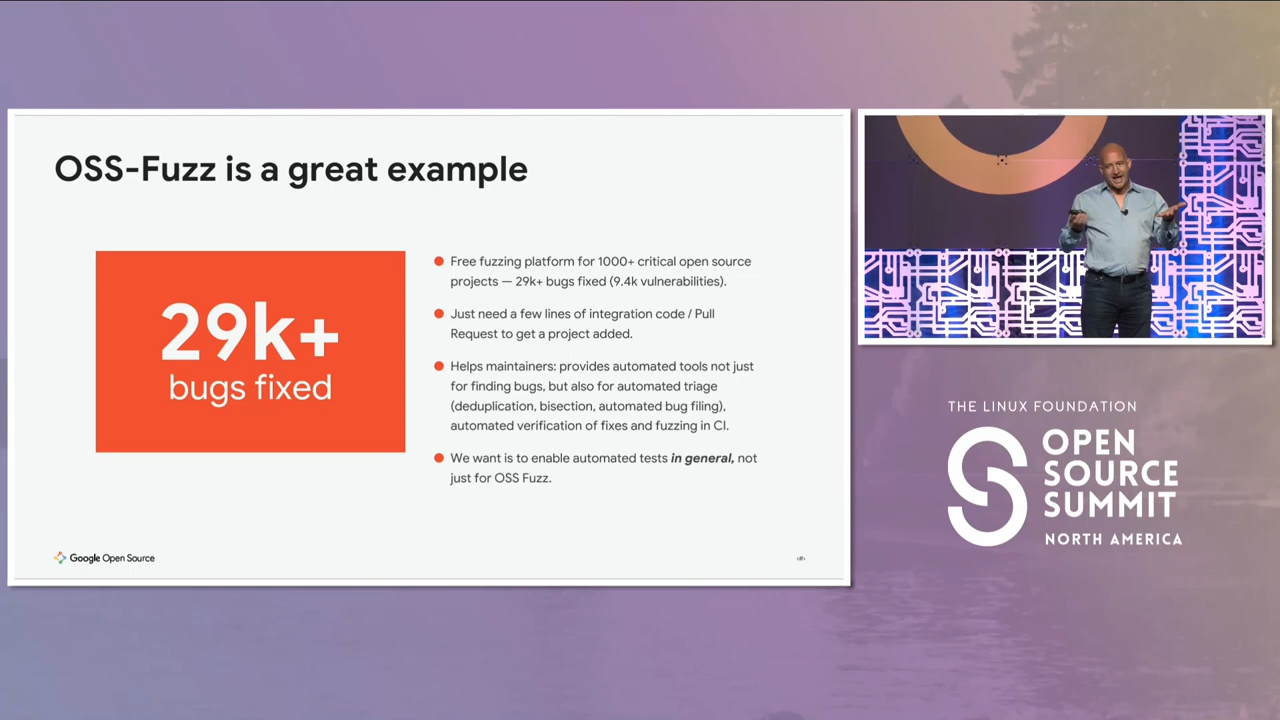 OSS-Fuzz is a great example
29k+
bugs fixed
Free fuzzing platform for 1000+ critical open source
projects — 29k+ bugs fixed (9.4k vulnerabilities).
Just need a few lines of integration code / Pull
Request to get a project added.
Helps maintainers: provides automated tools not just
for finding bugs, but also for automated triage
(deduplication, bisection, automated bug filing),
automated verification of fixes and fuzzing in CI.
We want is to enable automated tests in general, not
just for OSS Fuzz.
Google Open Source
THE LINUX FOUNDATION
OPEN
SOURCE
SUMMIT
NORTH AMERICA